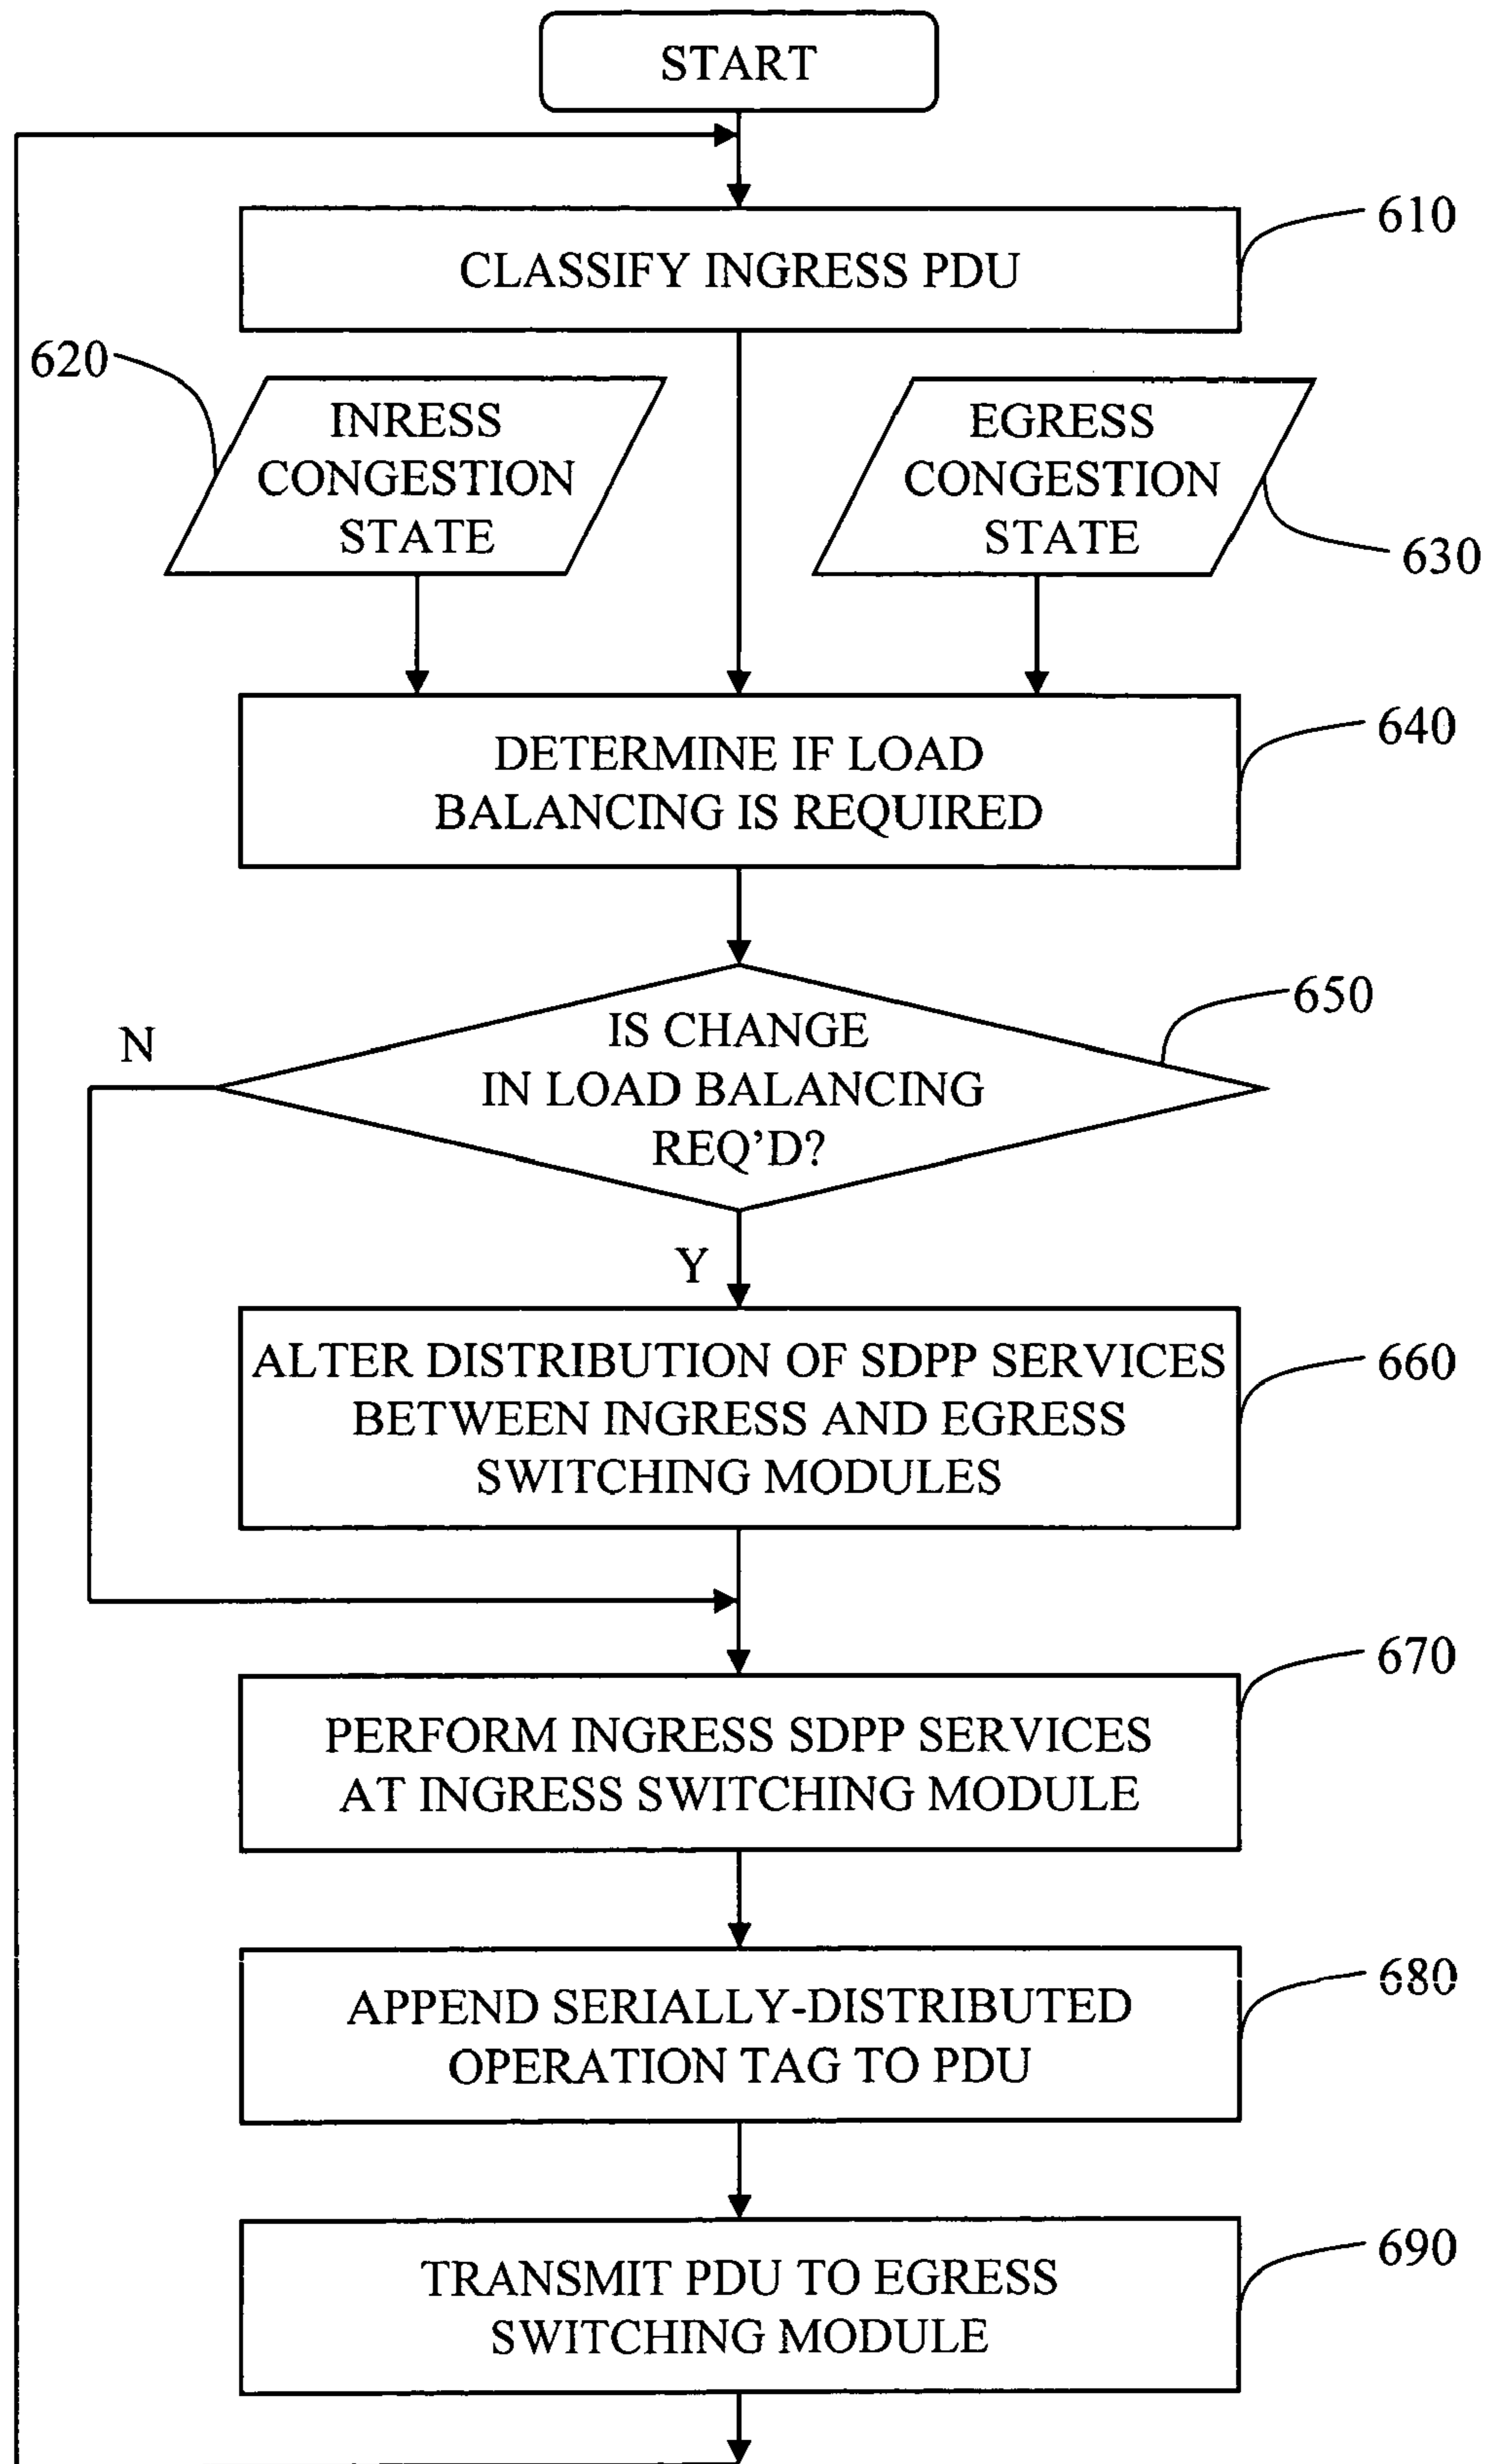 START
610
CLASSIFY INGRESS PDU
620
INRESS
CONGESTION
STATE
EGRESS
CONGESTION
STATE
630
640
DETERMINE IF LOAD
BALANCING IS REQUIRED
650
N
IS CHANGE
IN LOAD BALANCING
REQ'D?
Y
ALTER DISTRIBUTION OF SDPP SERVICES
BETWEEN INGRESS AND EGRESS
SWITCHING MODULES
660
670
PERFORM INGRESS SDPP SERVICES
AT INGRESS SWITCHING MODULE
680
APPEND SERIALLY-DISTRIBUTED
OPERATION TAG TO PDU
690
TRANSMIT PDU TO EGRESS
SWITCHING MODULE